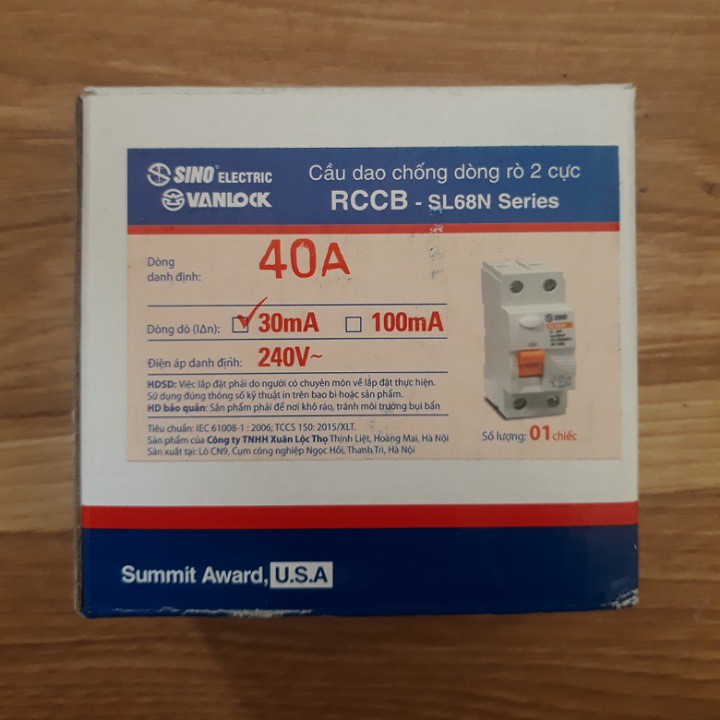 SINO ELECTRIC
VANLOCK
Cầu dao chống dòng rò 2 cực
RCCB - SL68N Series
Dòng
danh định:
40A
Dòng dò (IΔn): 30mA 100mA
Điện áp danh định: 240V~
HDSD: Việc lắp đặt phải do người có chuyên môn về lắp đặt thực hiện.
Sử dụng đúng thông số kỹ thuật in trên bao bì hoặc sản phẩm.
HD bảo quản: Sản phẩm phải để nơi khô ráo, tránh môi trường bụi bẩn
Tiêu chuẩn: IEC 61008-1 : 2006; TCCS 150: 2015/XLT.
Sản phẩm của Công ty TNHH Xuân Lộc Thọ Thịnh Liệt, Hoàng Mai, Hà Nội
Sản xuất tại: Lô CN9, Cụm công nghiệp Ngọc Hồi, Thanh Trì, Hà Nội
SINO
Số lượng: 01 chiếc
Summit Award, U.S.A